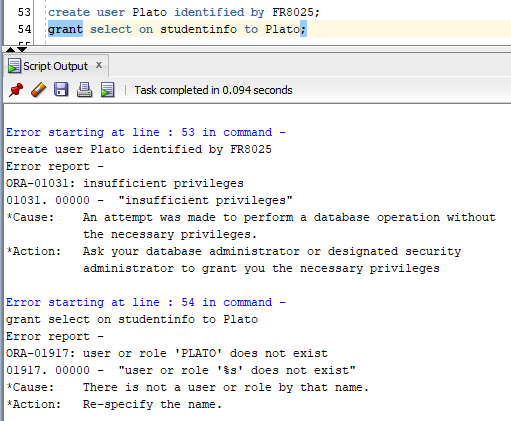 53 create user Plato identified by FR8025;
54 grant select on studentinfo to Plato;
Script Output x
Task completed in 0.094 seconds
Error starting at line : 53 in command -
create user Plato identified by FR8025
Error report -
ORA-01031: insufficient privileges
01031. 00000 -  "insufficient privileges"
*Cause:    An attempt was made to perform a database operation without
           the necessary privileges.
*Action:   Ask your database administrator or designated security
           administrator to grant you the necessary privileges
Error starting at line : 54 in command -
grant select on studentinfo to Plato
Error report -
ORA-01917: user or role 'PLATO' does not exist
01917. 00000 -  "user or role '%s' does not exist"
*Cause:    There is not a user or role by that name.
*Action:   Re-specify the name.